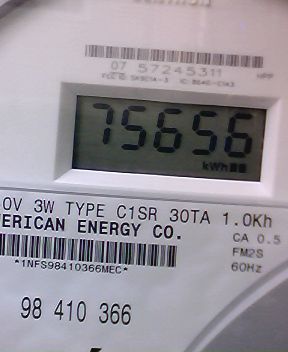 07 57245311
75656
kWh
0V 3W TYPE C1SR 30TA 1.0Kh
ERICAN ENERGY CO.
CA 0.5
FM2S
*1NFS98410366MEC*
60Hz
98 410 366